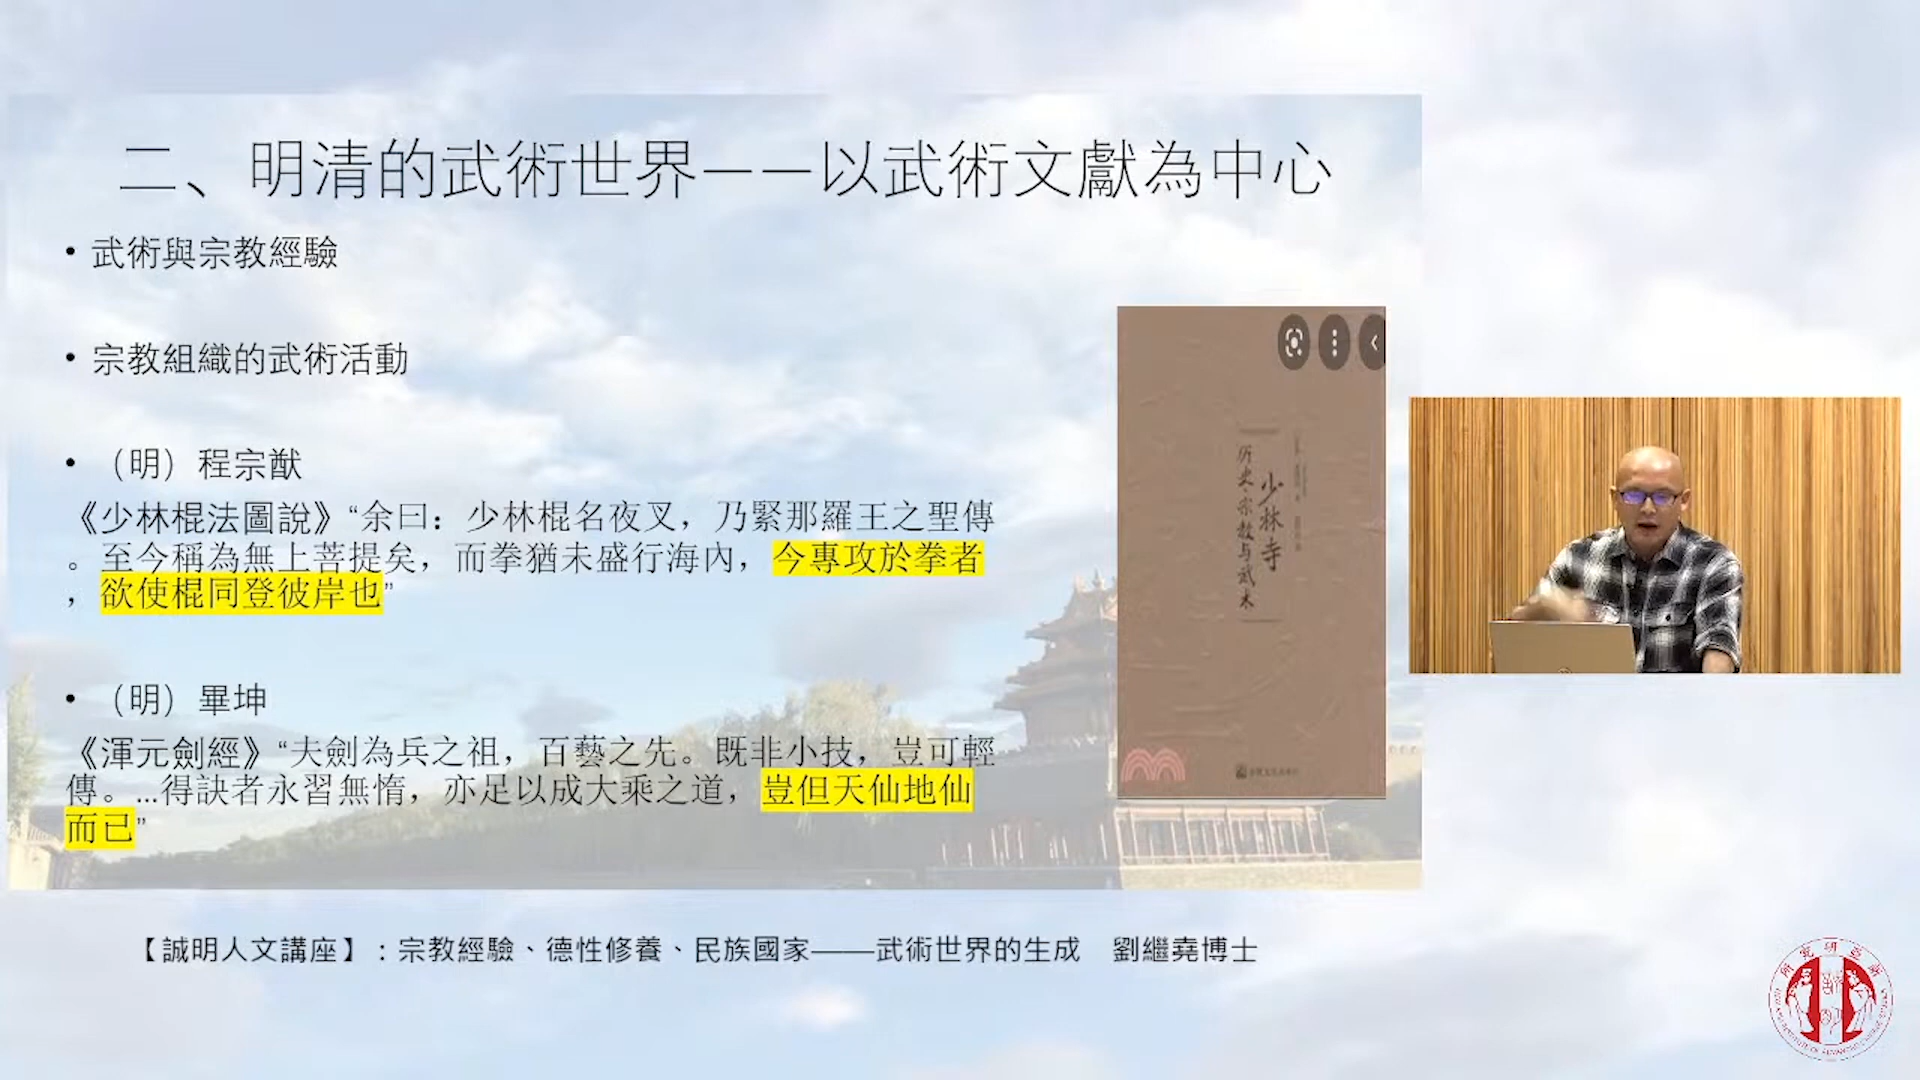 二、明清的武術世界——以武術文獻為中心
• 武術與宗教經驗
• 宗教組織的武術活動
• （明）程宗猷
《少林棍法圖說》“余曰：少林棍名夜叉，乃緊那羅王之聖傳
。至今稱為無上菩提矣，而拳猶未盛行海內，今專攻於拳者
，欲使棍同登彼岸也”
• （明）畢坤
《渾元劍經》“夫劍為兵之祖，百藝之先。既非小技，豈可輕
傳。...得訣者永習無惰，亦足以成大乘之道，豈但天仙地仙
而已”
少林寺
历史·宗教与武术
【誠明人文講座】：宗教經驗、德性修養、民族國家——武術世界的生成　劉繼堯博士